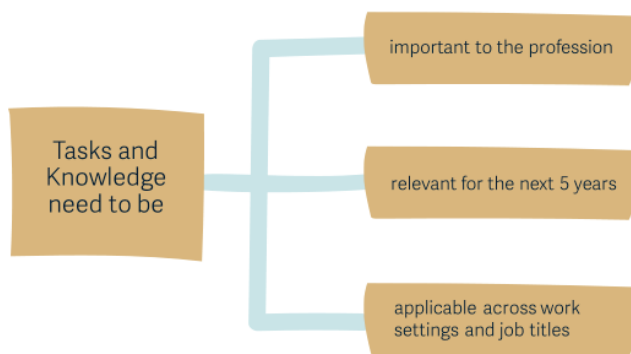 Tasks and
Knowledge
need to be
important to the profession
relevant for the next 5 years
applicable across work
settings and job titles